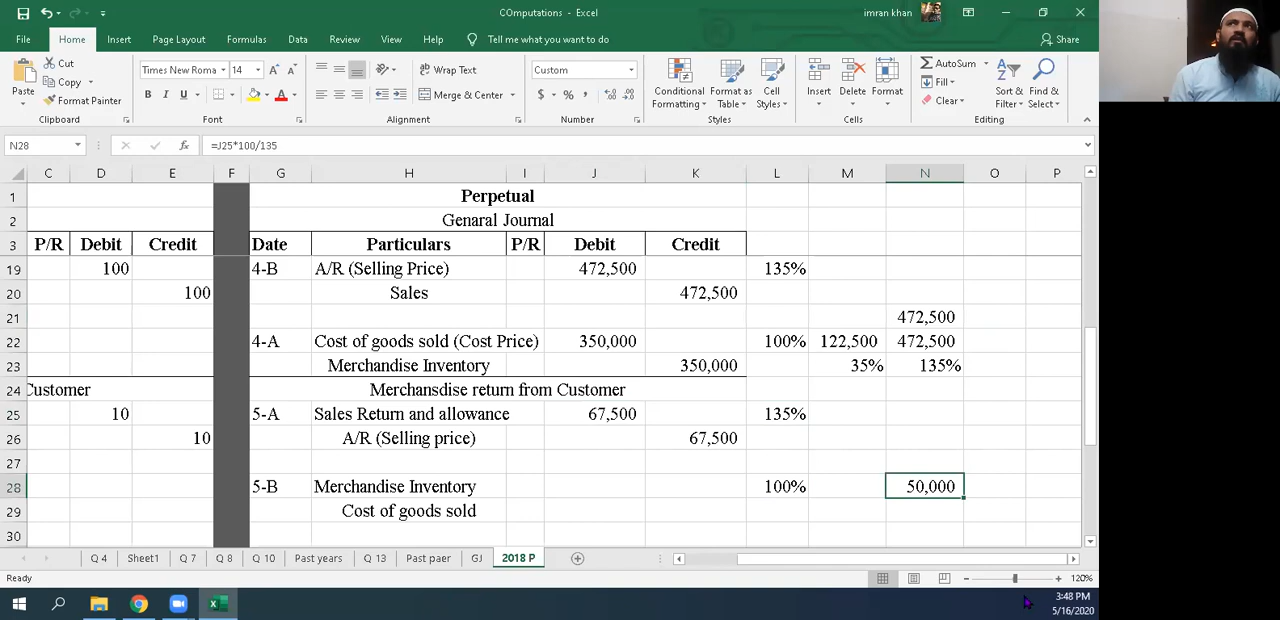 COmputations - Excel
imran khan
File Home Insert Page Layout Formulas Data Review View Help Tell me what you want to do Share
Cut
Copy
Format Painter
Paste
Clipboard
Times New Roma 14 A A
B I U A
Font
Wrap Text
Merge & Center
Alignment
Custom
$ % ,
Number
Conditional Formatting
Format as Table
Cell Styles
Styles
Insert Delete Format
Cells
AutoSum
Fill
Clear
Sort & Filter
Find & Select
Editing
N28 fx =J25*100/135
C D E F G H I J K L M N O P
1 Perpetual
2 Genaral Journal
3 P/R Debit Credit Date Particulars P/R Debit Credit
19 100 4-B A/R (Selling Price) 472,500 135%
20 100 Sales 472,500
21 472,500
22 4-A Cost of goods sold (Cost Price) 350,000 100% 122,500 472,500
23 Merchandise Inventory 350,000 35% 135%
24 Customer Merchansdise return from Customer
25 10 5-A Sales Return and allowance 67,500 135%
26 10 A/R (Selling price) 67,500
27
28 5-B Merchandise Inventory 100% 50,000
29 Cost of goods sold
30
Q 4 Sheet1 Q 7 Q 8 Q 10 Past years Q 13 Past paer GJ 2018 P
Ready 120%
3:48 PM
5/16/2020